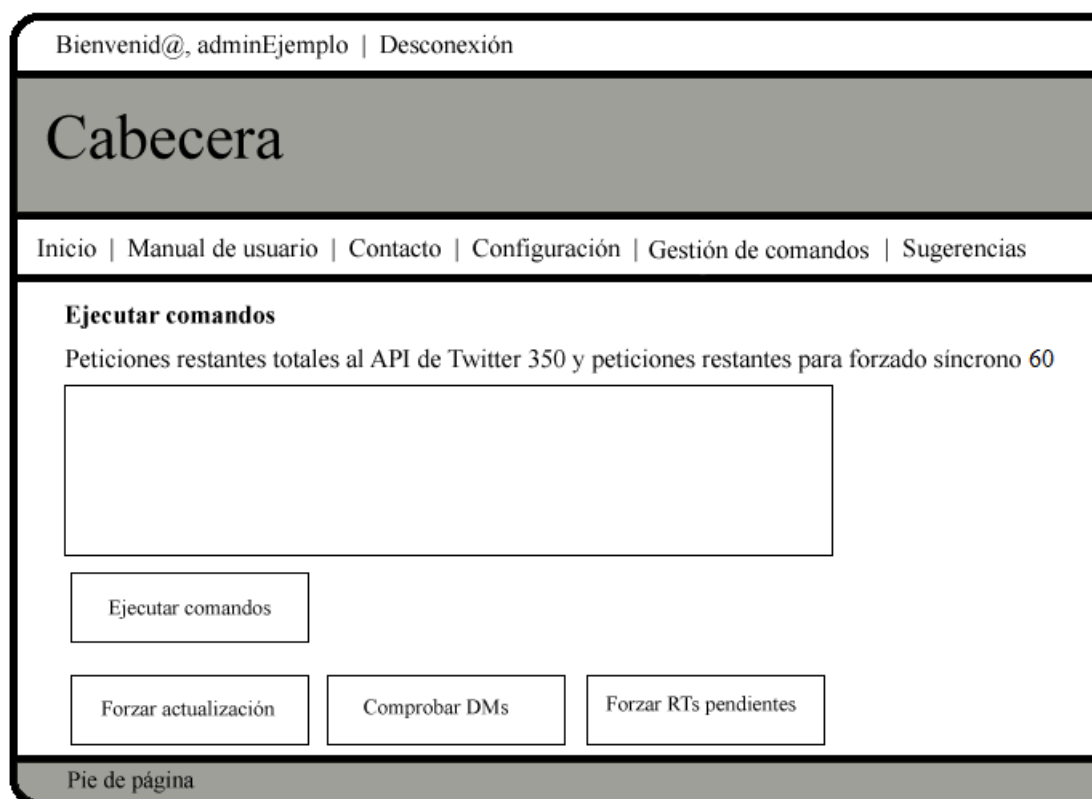 Bienvenid@, adminEjemplo | Desconexión
Cabecera
Inicio | Manual de usuario | Contacto | Configuración | Gestión de comandos | Sugerencias
Ejecutar comandos
Peticiones restantes totales al API de Twitter 350 y peticiones restantes para forzado síncrono 60
Ejecutar comandos
Forzar actualización Comprobar DMs Forzar RTs pendientes
Pie de página